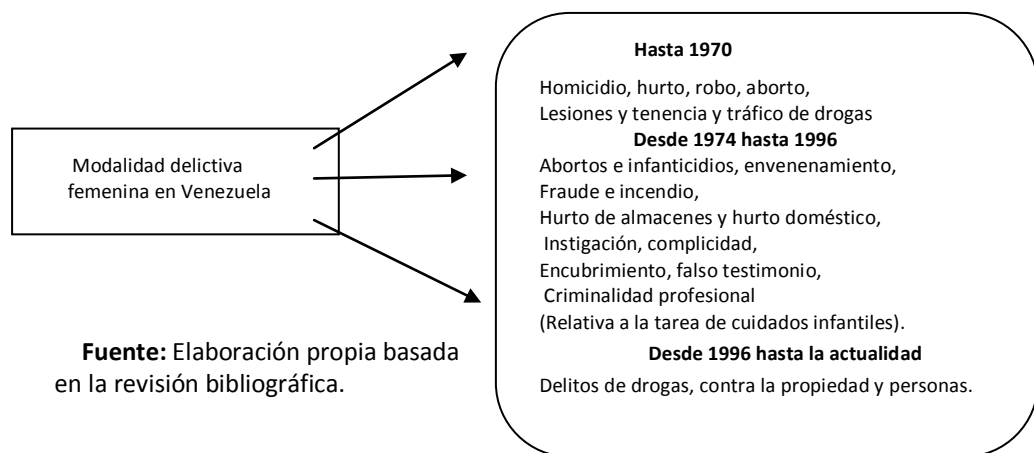 Modalidad delictiva
femenina en Venezuela
Hasta 1970
Homicidio, hurto, robo, aborto,
Lesiones y tenencia y tráfico de drogas
Desde 1974 hasta 1996
Abortos e infanticidios, envenenamiento,
Fraude e incendio,
Hurto de almacenes y hurto doméstico,
Instigación, complicidad,
Encubrimiento, falso testimonio,
Criminalidad profesional
(Relativa a la tarea de cuidados infantiles).
Desde 1996 hasta la actualidad
Delitos de drogas, contra la propiedad y personas.
Fuente: Elaboración propia basada
en la revisión bibliográfica.